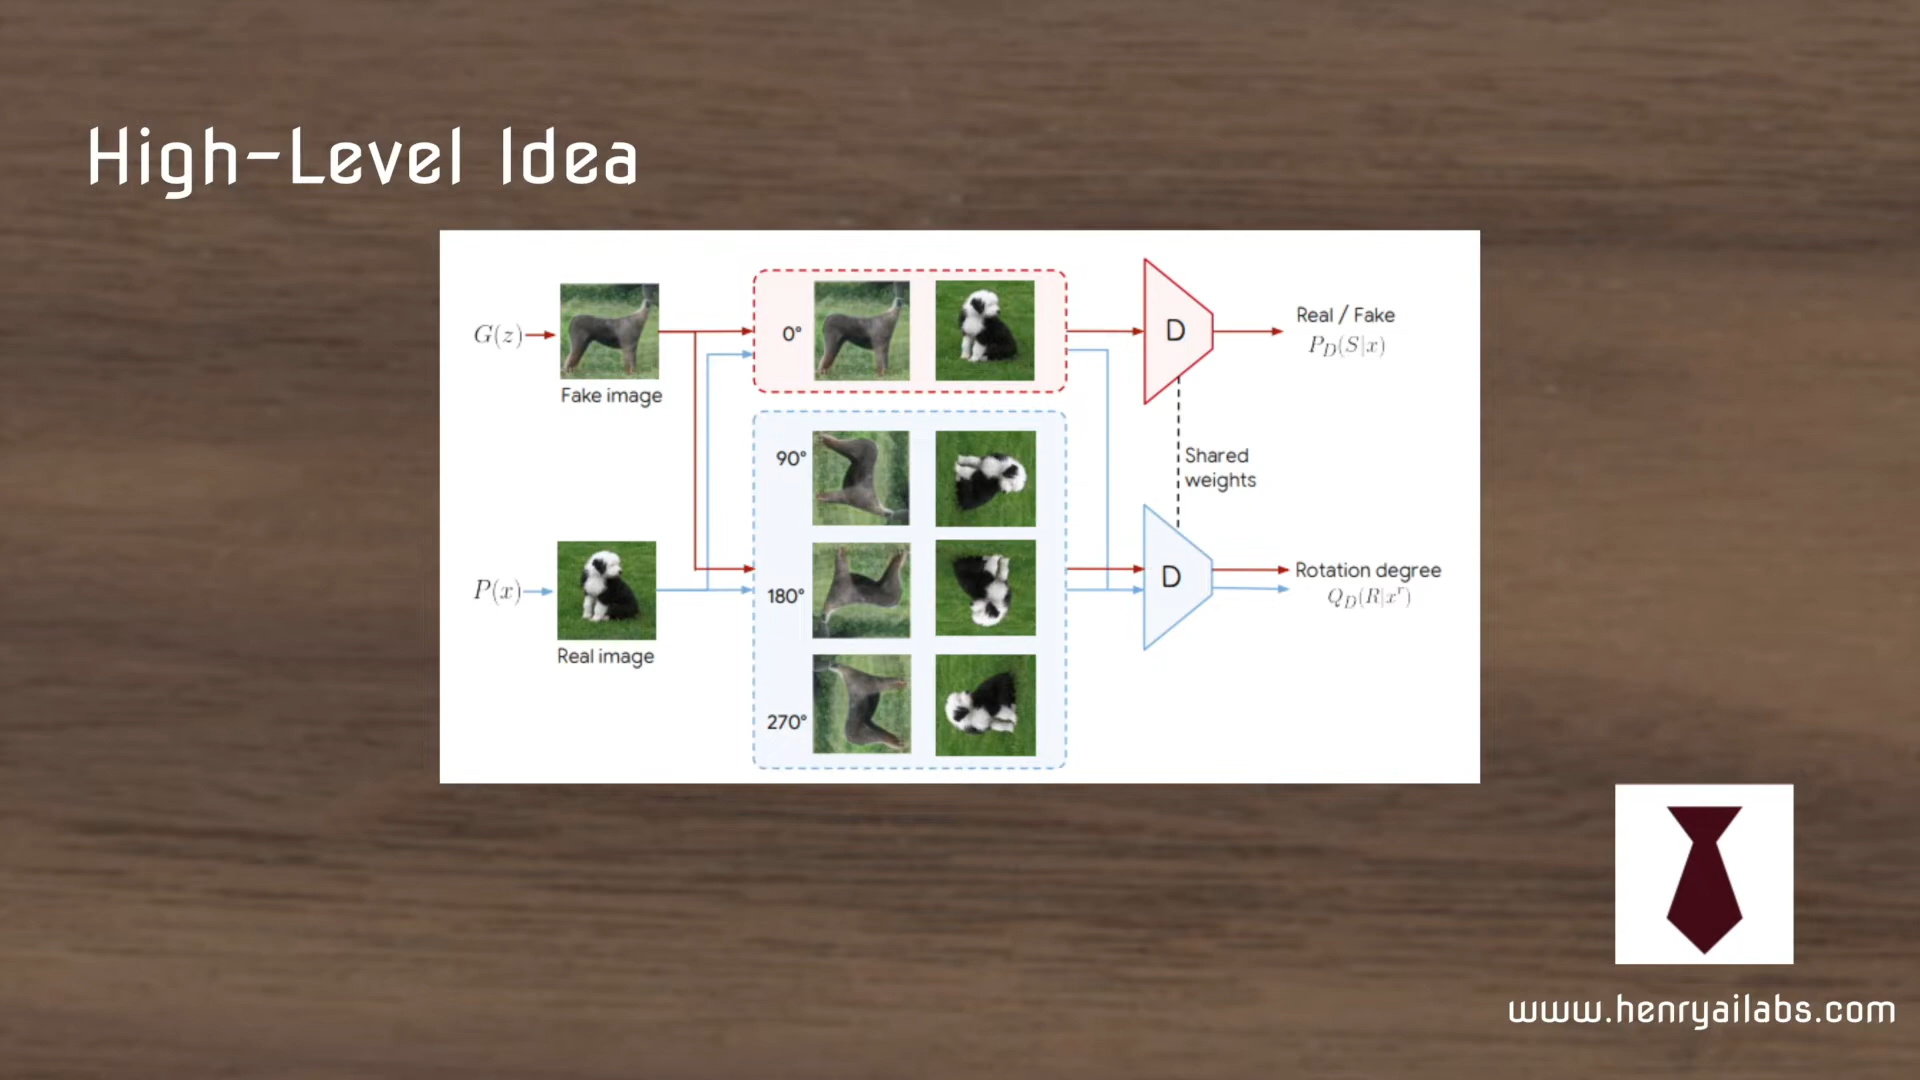 High-Level Idea
G(z)
Fake image
0°
D
Real / Fake
P_D(S|x)
90°
Shared
weights
P(x)
Real image
180°
D
Rotation degree
Q_D(R|x^r)
270°
www.henryailabs.com